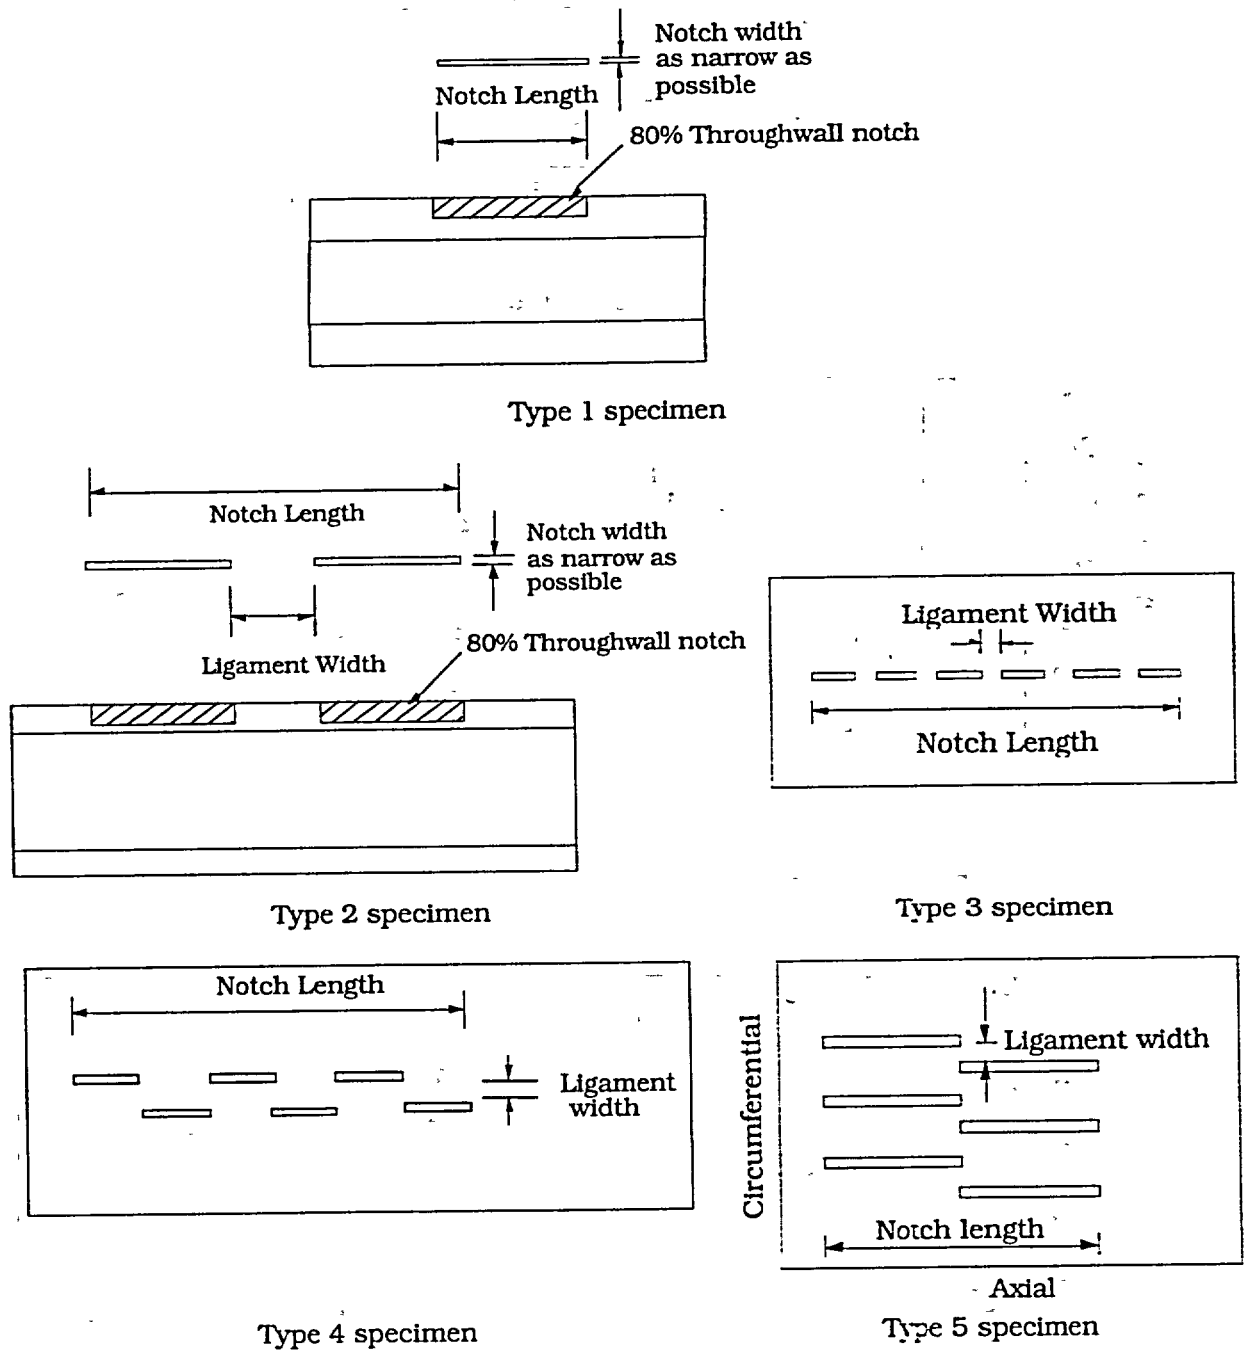 Notch width
as narrow as
possible
Notch Length
80% Throughwall notch
Type 1 specimen
Notch Length
Notch width
as narrow as
possible
Ligament Width
80% Throughwall notch
Type 2 specimen
Ligament Width
Notch Length
Type 3 specimen
Notch Length
Ligament
width
Type 4 specimen
Circumferential
Ligament width
Notch length
Axial
Type 5 specimen